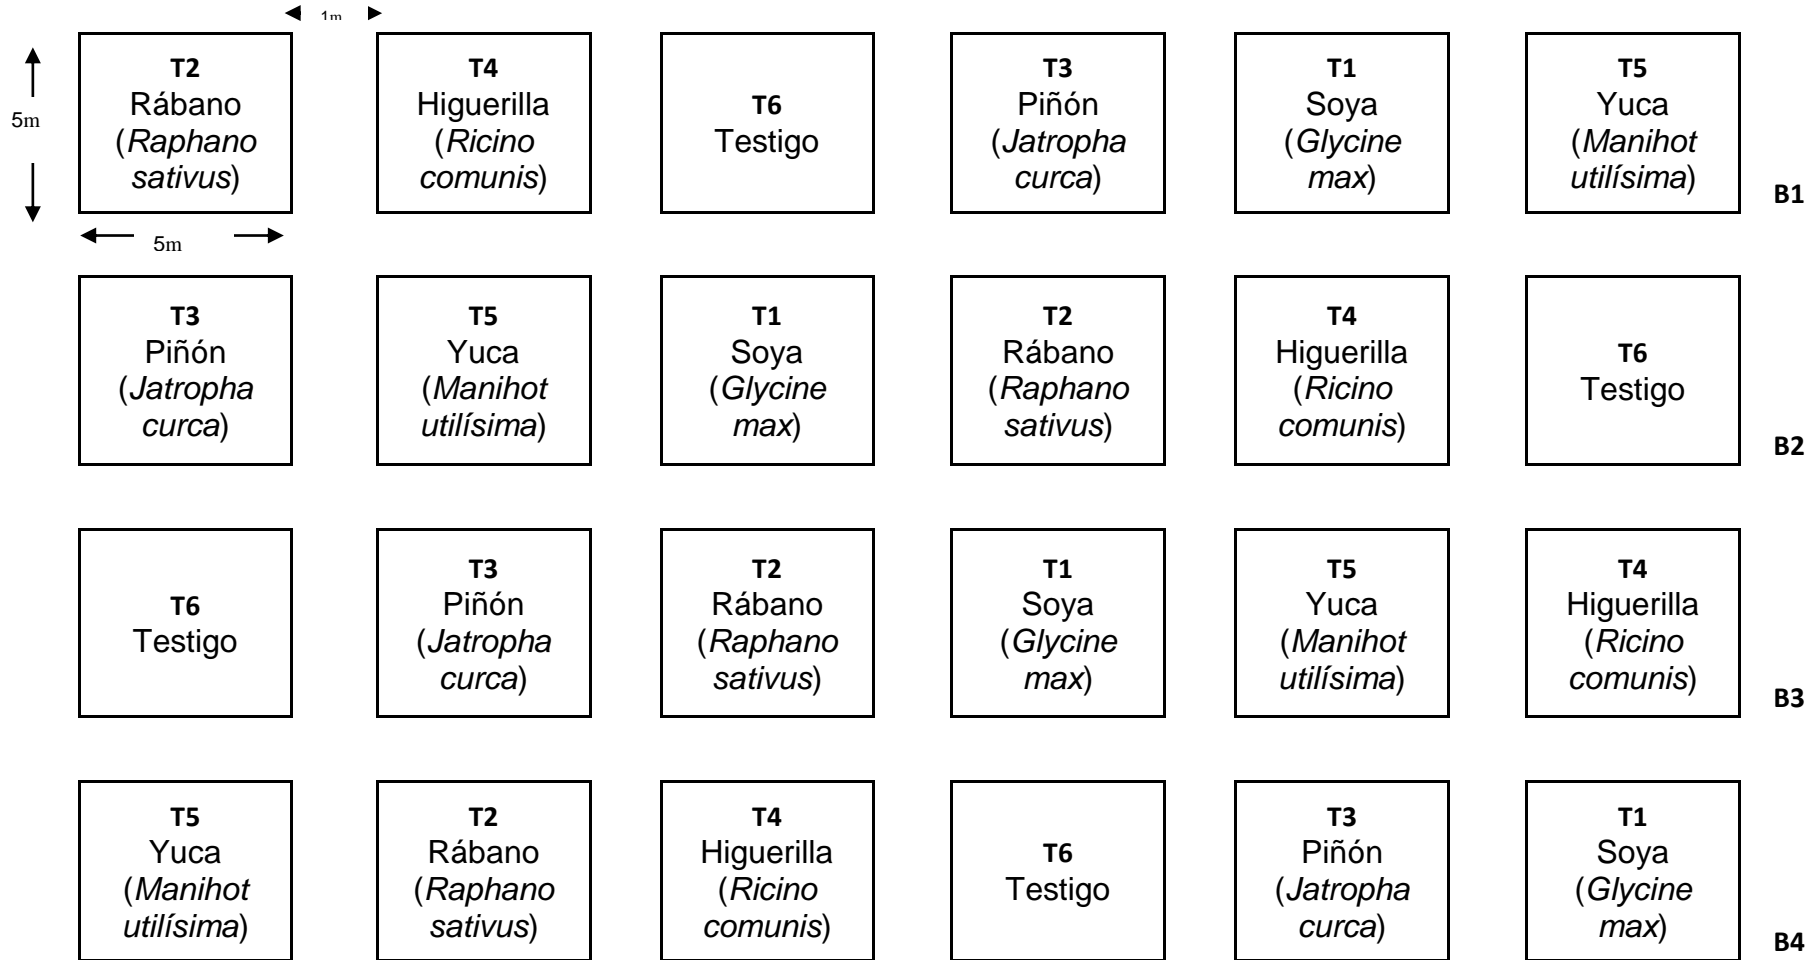 1m
T2
Rábano
(Raphano
sativus)
T4
Higuerilla
(Ricino
comunis)
T6
Testigo
T3
Piñón
(Jatropha
curca)
T1
Soya
(Glycine
max)
T5
Yuca
(Manihot
utilísima)
5m
B1
5m
T3
Piñón
(Jatropha
curca)
T5
Yuca
(Manihot
utilísima)
T1
Soya
(Glycine
max)
T2
Rábano
(Raphano
sativus)
T4
Higuerilla
(Ricino
comunis)
T6
Testigo
B2
T6
Testigo
T3
Piñón
(Jatropha
curca)
T2
Rábano
(Raphano
sativus)
T1
Soya
(Glycine
max)
T5
Yuca
(Manihot
utilísima)
T4
Higuerilla
(Ricino
comunis)
B3
T5
Yuca
(Manihot
utilísima)
T2
Rábano
(Raphano
sativus)
T4
Higuerilla
(Ricino
comunis)
T6
Testigo
T3
Piñón
(Jatropha
curca)
T1
Soya
(Glycine
max)
B4